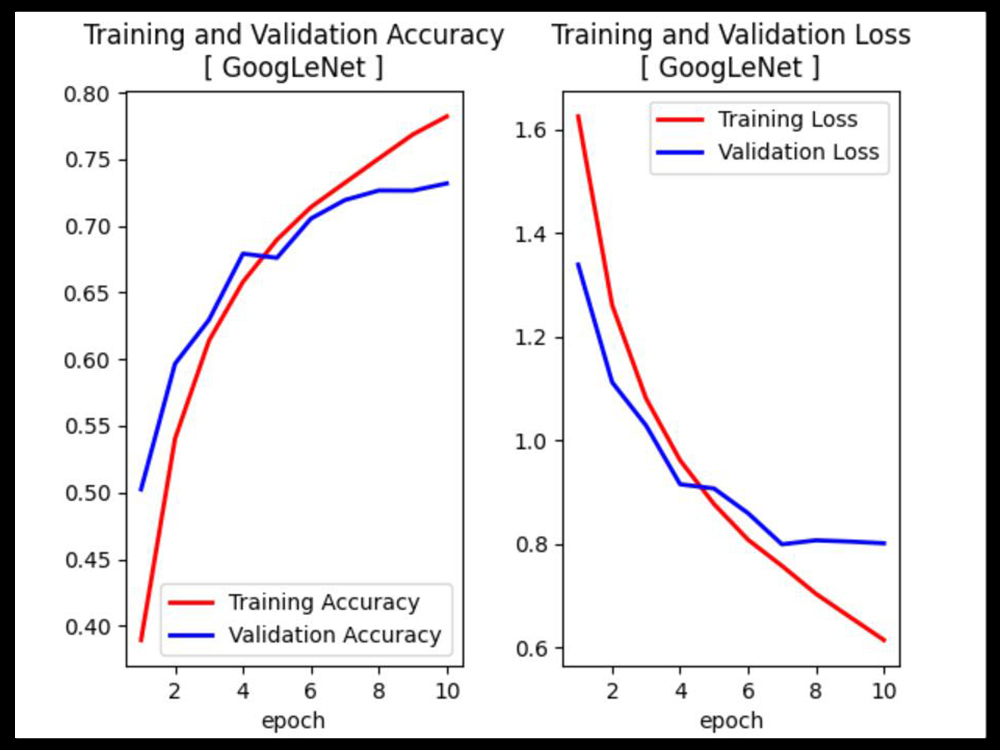 Training and Validation Accuracy
[ GoogLeNet ]
0.80
0.75
0.70
0.65
0.60
0.55
0.50
0.45
0.40
Training Accuracy
Validation Accuracy
2 4 6 8 10
epoch
Training and Validation Loss
[ GoogLeNet ]
Training Loss
Validation Loss
1.6
1.4
1.2
1.0
0.8
0.6
2 4 6 8 10
epoch